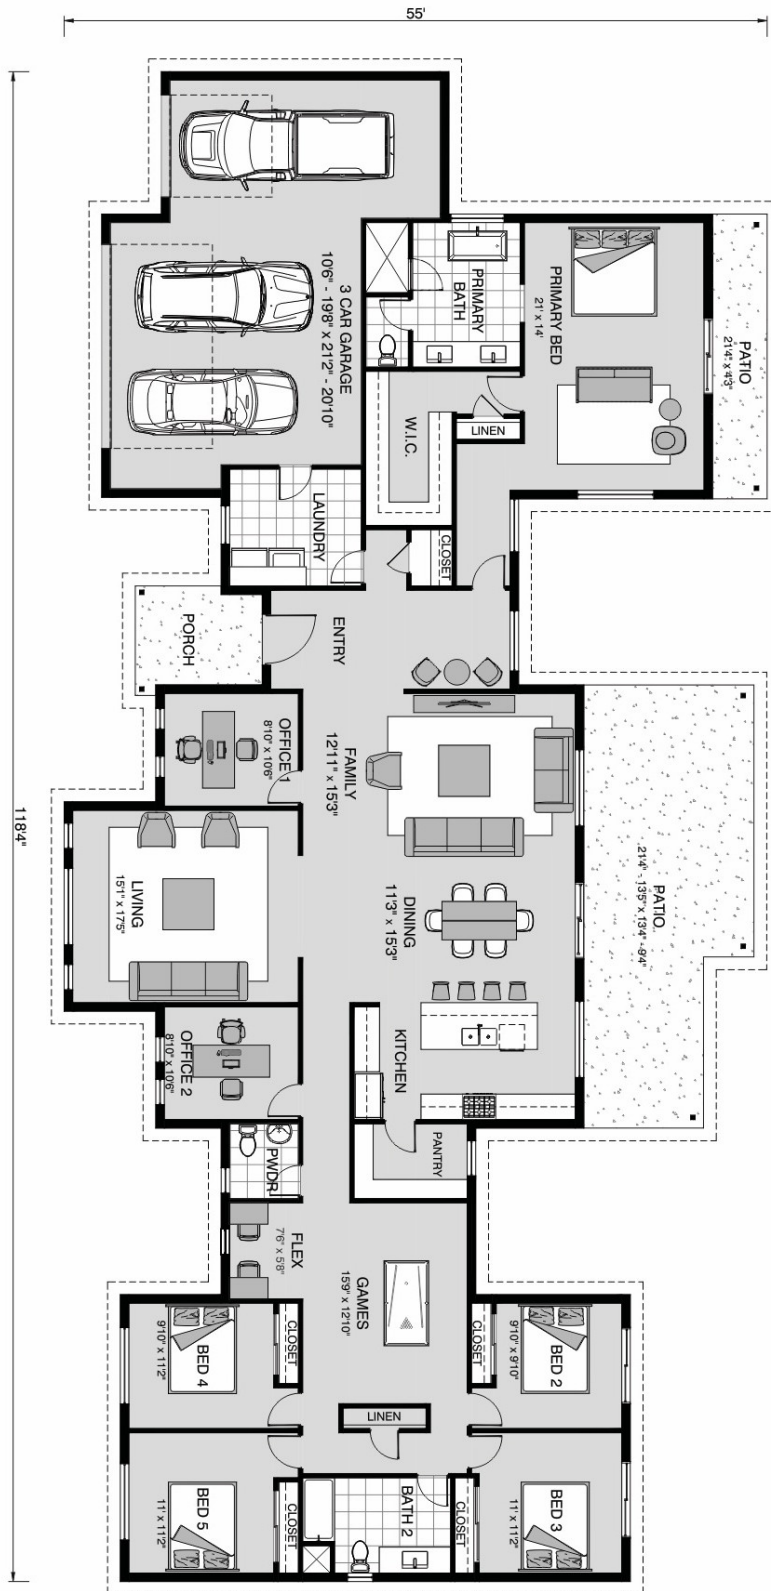 55'
118'4"
3 CAR GARAGE
10'6" - 19'8" x 21'2" - 20'10"
PRIMARY
BATH
PRIMARY BED
21' x 14'
PATIO
21'4" x 4'3"
W.I.C.
LINEN
LAUNDRY
CLOSET
PORCH
ENTRY
OFFICE 1
8'10" x 10'6"
FAMILY
12'11" x 15'3"
LIVING
15'1" x 17'5"
DINING
11'3" x 15'3"
PATIO
21'4" - 13'5" x 13'4" - 9'4"
OFFICE 2
8'10" x 10'6"
KITCHEN
PWDR
PANTRY
FLEX
7'6" x 5'8"
GAMES
15'9" x 12'10"
BED 4
9'10" x 11'2"
CLOSET
CLOSET
BED 2
9'10" x 9'10"
LINEN
BED 5
11' x 11'2"
CLOSET
BATH 2
CLOSET
BED 3
11' x 11'2"